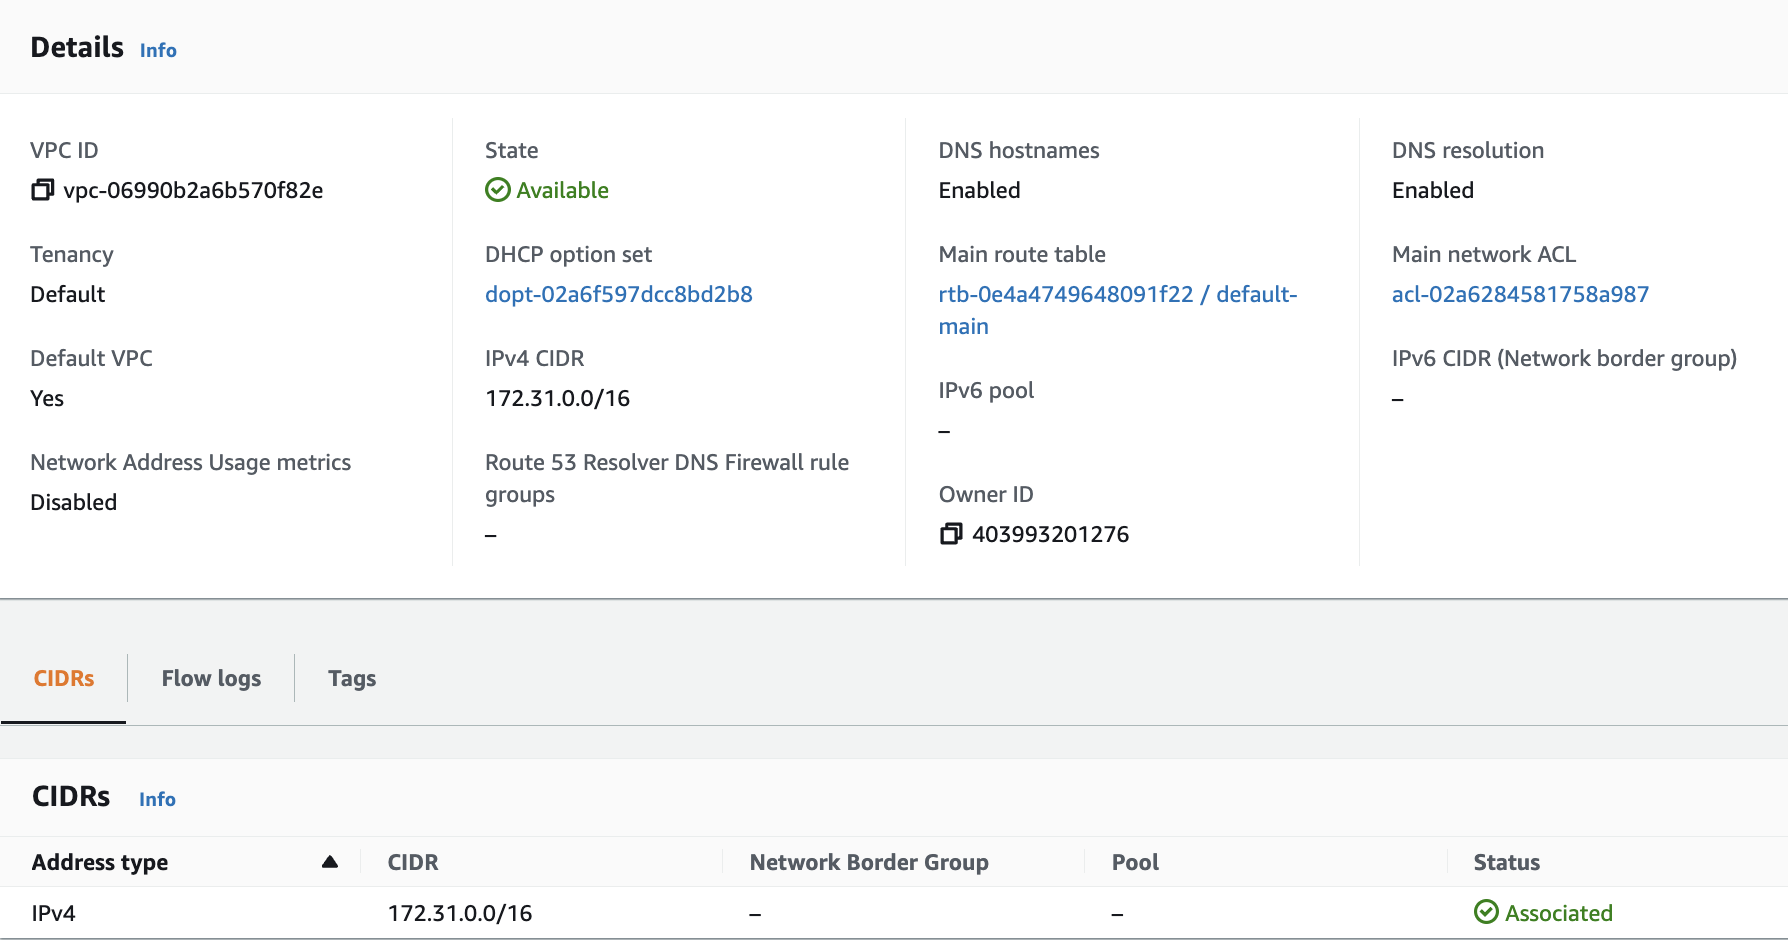 Details Info
VPC ID
vpc-06990b2a6b570f82e
Tenancy
Default
Default VPC
Yes
Network Address Usage metrics
Disabled
State
Available
DHCP option set
dopt-02a6f597dcc8bd2b8
IPv4 CIDR
172.31.0.0/16
Route 53 Resolver DNS Firewall rule
groups
–
DNS hostnames
Enabled
Main route table
rtb-0e4a4749648091f22 / default-
main
IPv6 pool
–
Owner ID
403993201276
DNS resolution
Enabled
Main network ACL
acl-02a6284581758a987
IPv6 CIDR (Network border group)
–
CIDRs Flow logs Tags
CIDRs Info
Address type CIDR Network Border Group Pool Status
IPv4 172.31.0.0/16 – – Associated